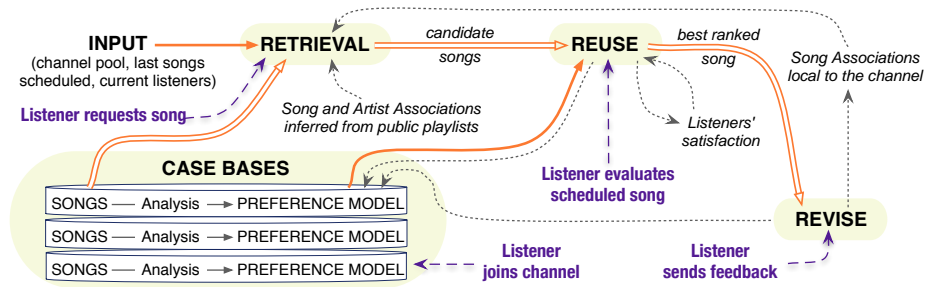 INPUT
(channel pool, last songs
scheduled, current listeners)
Listener requests song
RETRIEVAL
candidate
songs
REUSE
best ranked
song
Song Associations
local to the channel
Song and Artist Associations
inferred from public playlists
Listeners'
satisfaction
CASE BASES
Listener evaluates
scheduled song
SONGS Analysis PREFERENCE MODEL
SONGS Analysis PREFERENCE MODEL
SONGS Analysis PREFERENCE MODEL
REVISE
Listener
joins channel
Listener
sends feedback